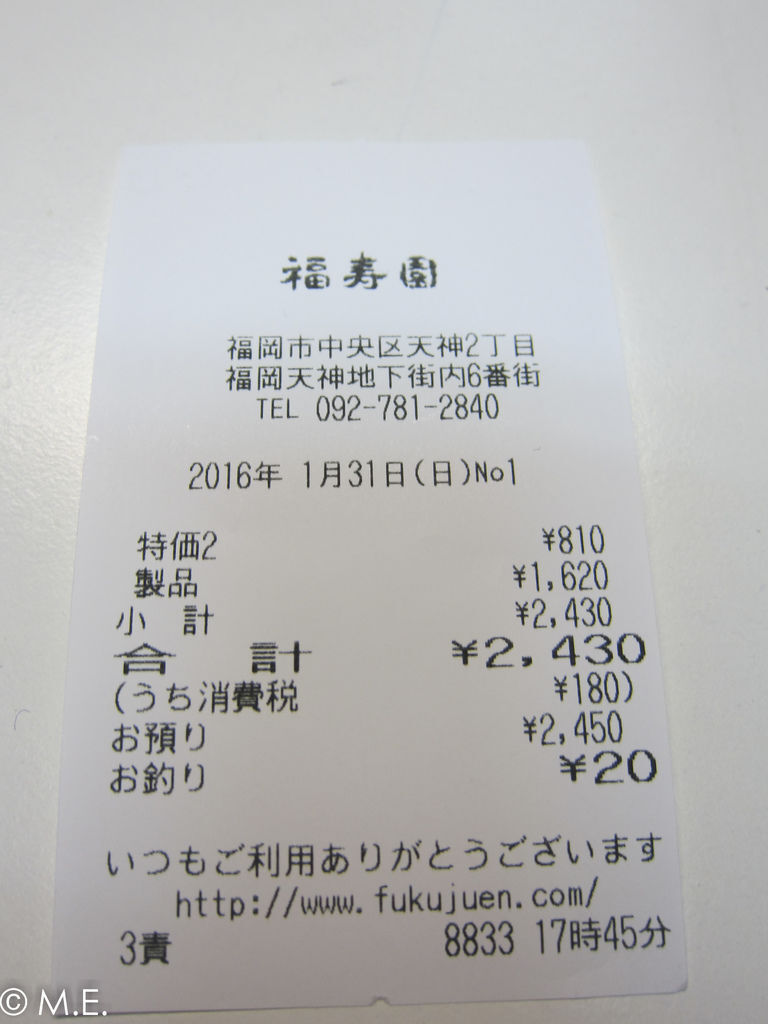 福寿園
福岡市中央区天神2丁目
福岡天神地下街内6番街
TEL 092-781-2840
2016年 1月31日(日)No1
特価2 ¥810
製品 ¥1,620
小 計 ¥2,430
合 計 ¥2,430
(うち消費税 ¥180)
お預り ¥2,450
お釣り ¥20
いつもご利用ありがとうございます
http://www.fukujuen.com/
3責 8833 17時45分
© M.E.